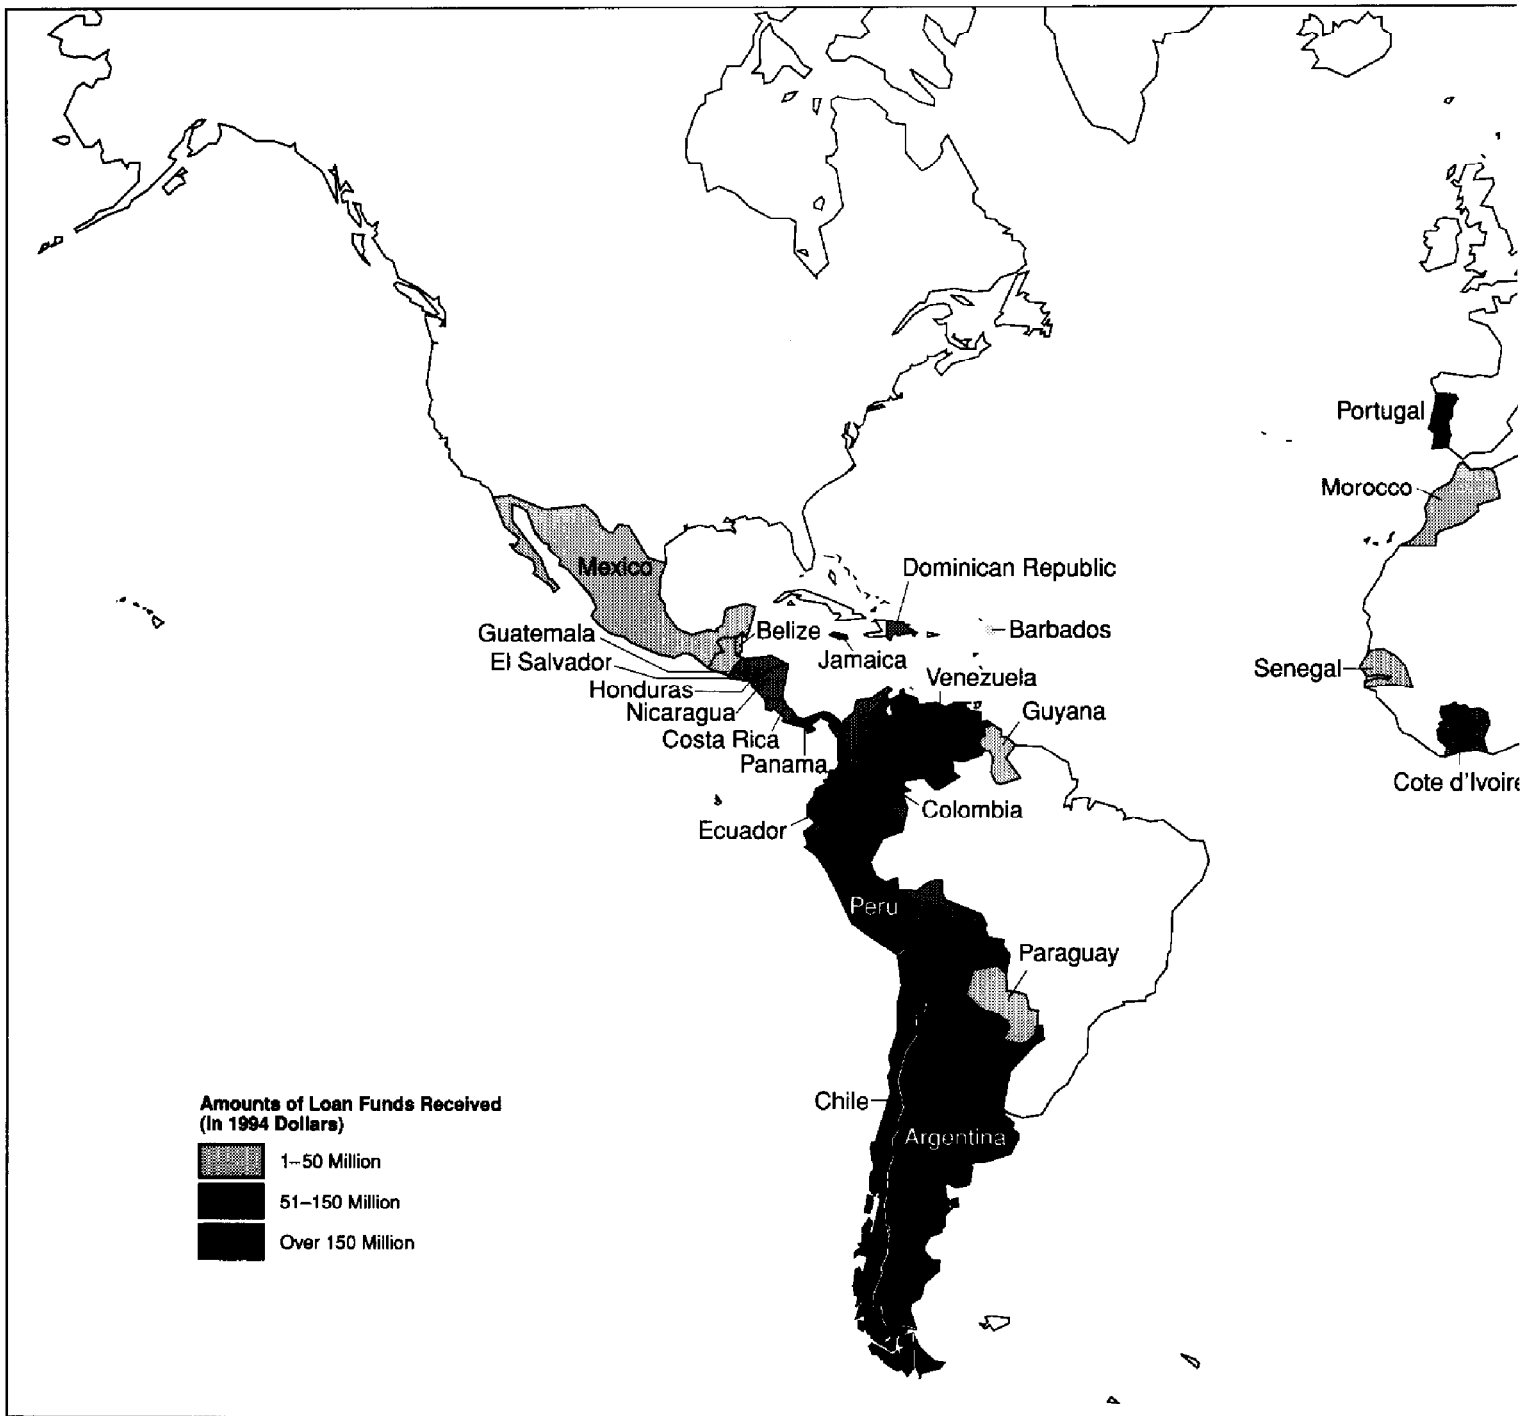 Portugal
Morocco
Mexico
Dominican Republic
Guatemala
Belize
Barbados
El Salvador
Jamaica
Senegal
Honduras
Venezuela
Nicaragua
Guyana
Costa Rica
Panama
Cote d'Ivoire
Colombia
Ecuador
Peru
Paraguay
Chile
Argentina
Amounts of Loan Funds Received
(In 1994 Dollars)
1–50 Million
51–150 Million
Over 150 Million